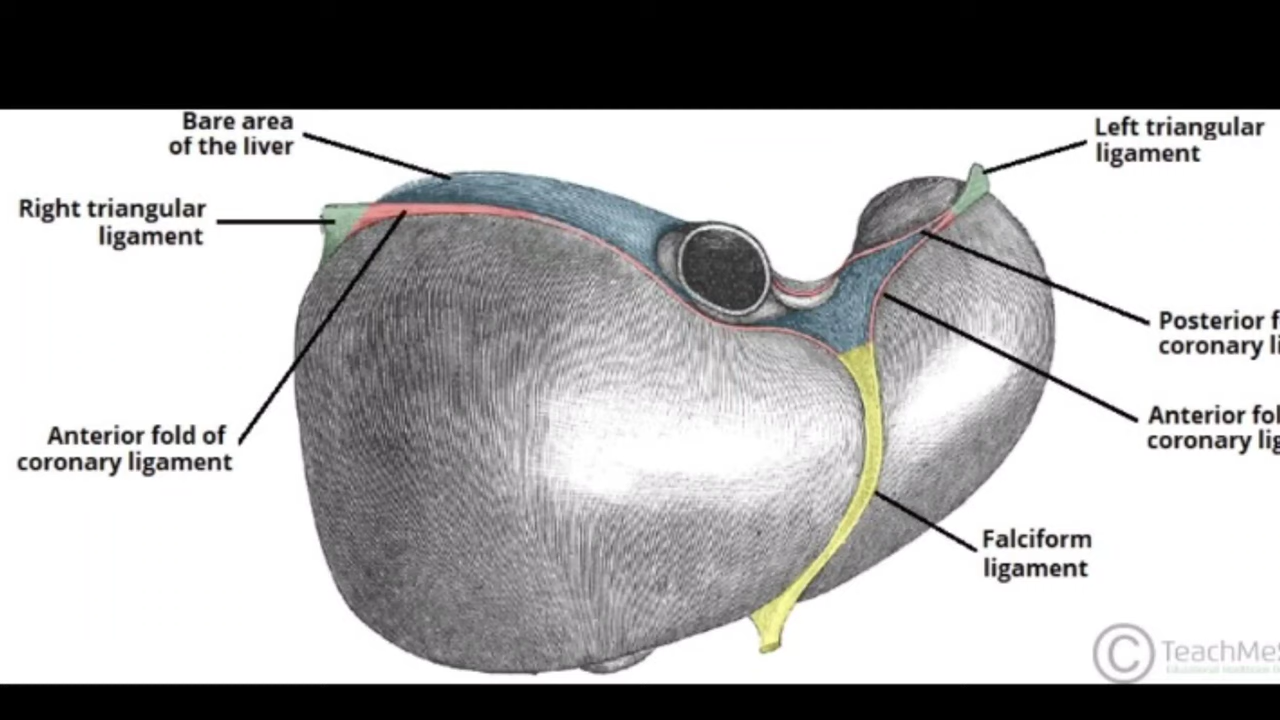 Bare area
of the liver
Left triangular
ligament
Right triangular
ligament
Posterior f
coronary li
Anterior fol
coronary lig
Anterior fold of
coronary ligament
Falciform
ligament
© TeachMeS